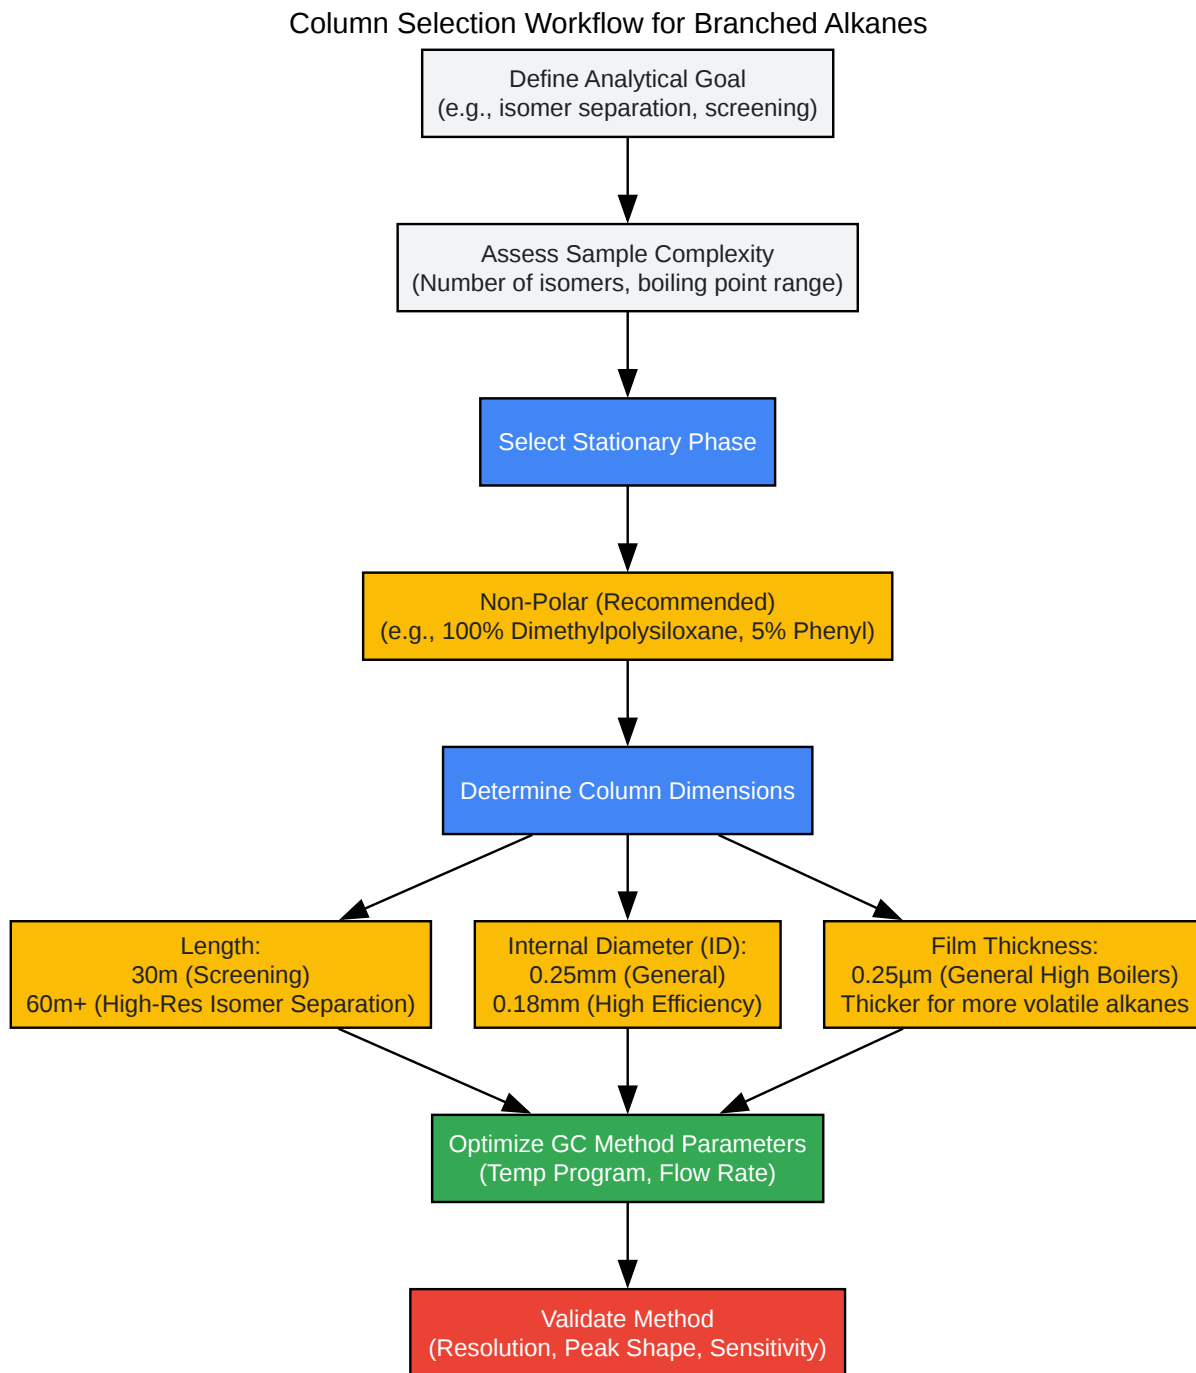 Column Selection Workflow for Branched Alkanes
Define Analytical Goal
(e.g., isomer separation, screening)
Assess Sample Complexity
(Number of isomers, boiling point range)
Select Stationary Phase
Non-Polar (Recommended)
(e.g., 100% Dimethylpolysiloxane, 5% Phenyl)
Determine Column Dimensions
Length:
30m (Screening)
60m+ (High-Res Isomer Separation)
Internal Diameter (ID):
0.25mm (General)
0.18mm (High Efficiency)
Film Thickness:
0.25µm (General High Boilers)
Thicker for more volatile alkanes
Optimize GC Method Parameters
(Temp Program, Flow Rate)
Validate Method
(Resolution, Peak Shape, Sensitivity)